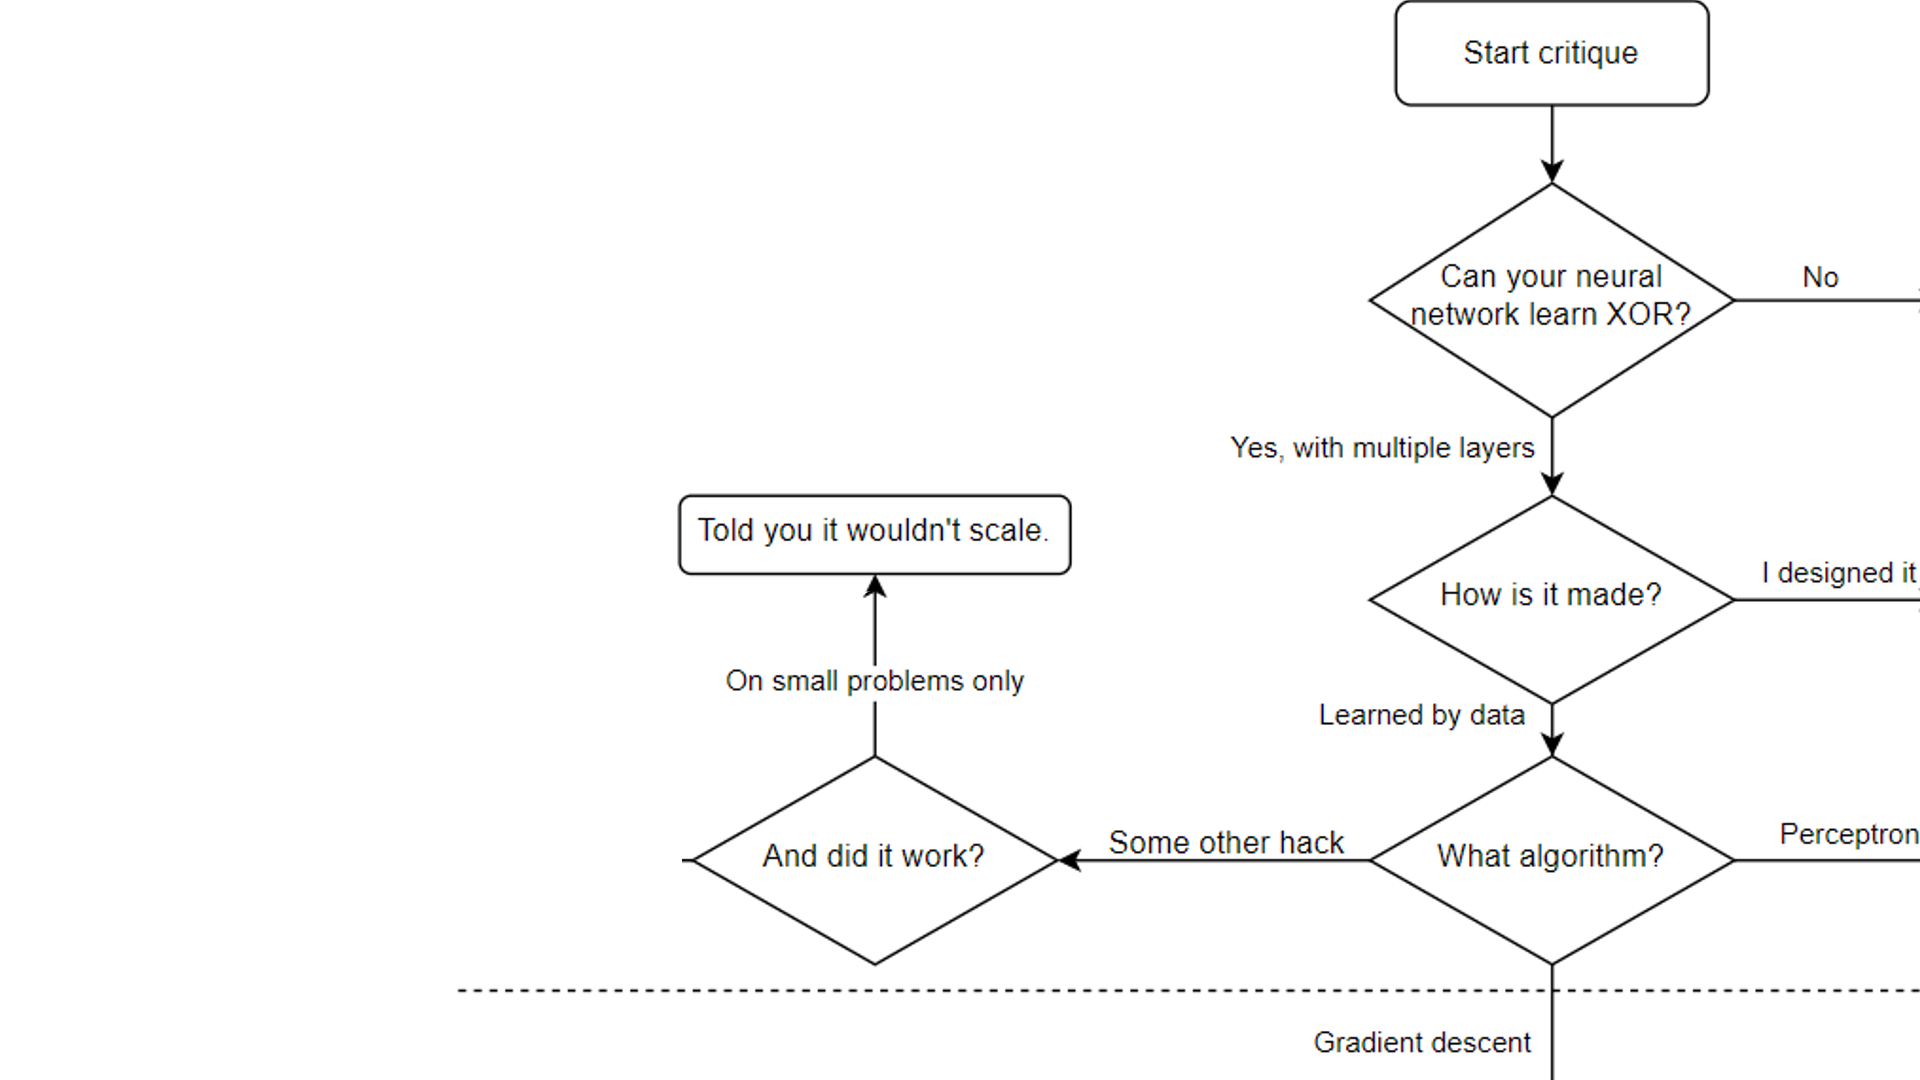 Start critique
Can your neural
network learn XOR?
No
Yes, with multiple layers
Told you it wouldn't scale.
How is it made?
I designed it
On small problems only
Learned by data
And did it work?
Some other hack
What algorithm?
Perceptron
Gradient descent